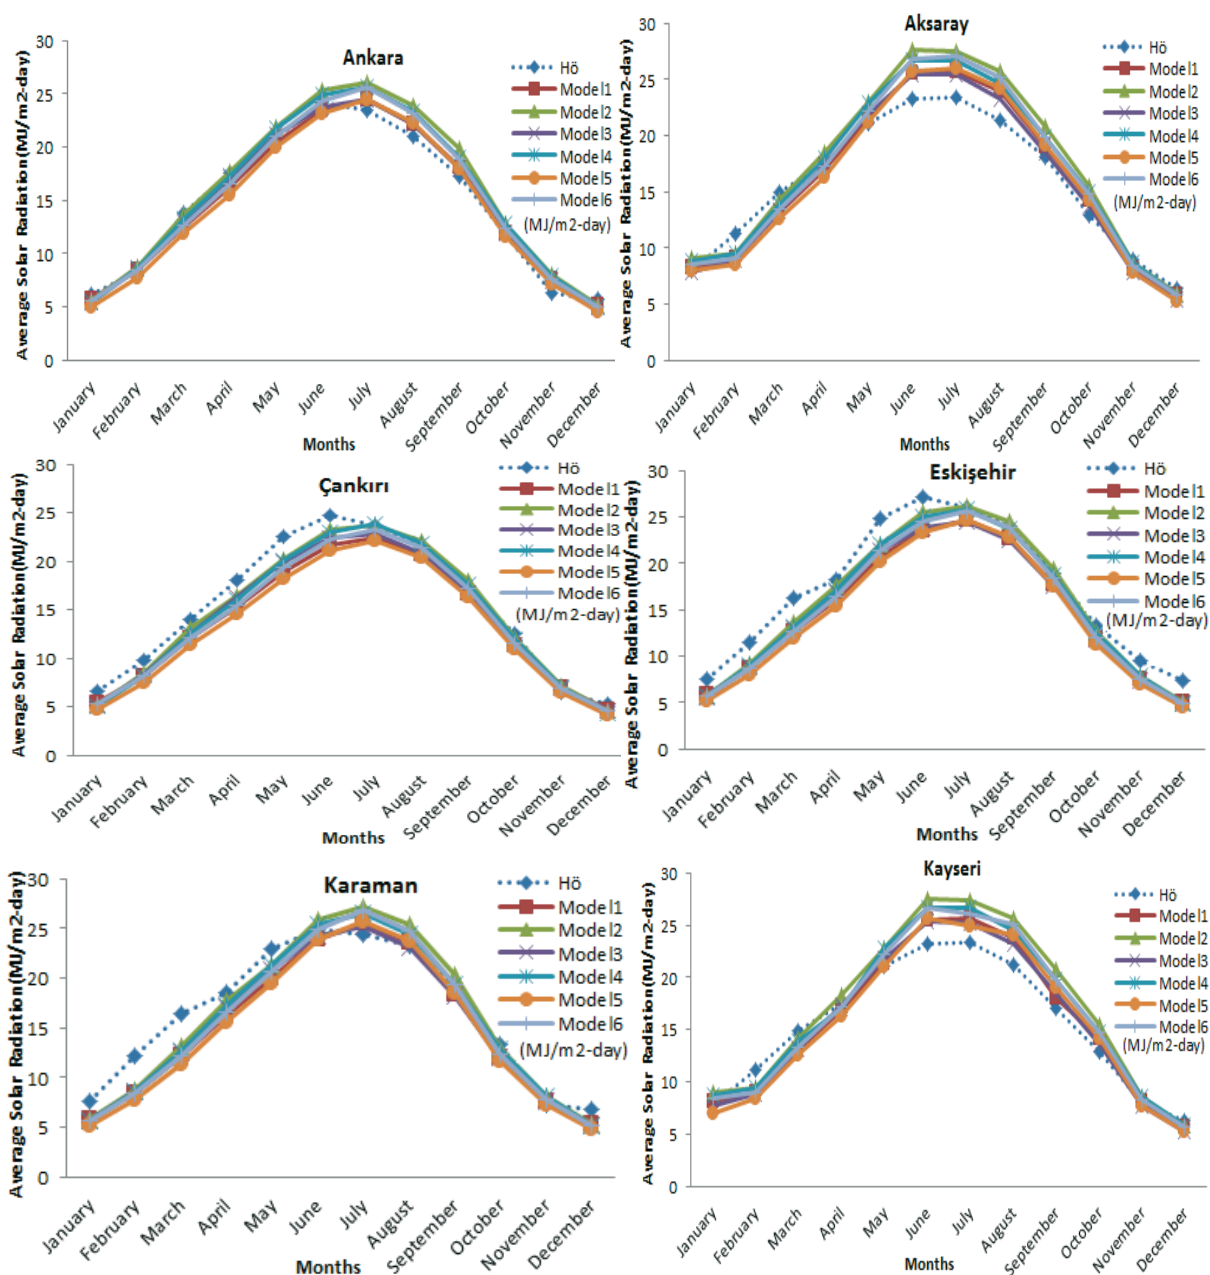 Ankara
Average Solar Radiation(MJ/m2-day)
30
25
20
15
10
5
0
Hö
Model1
Model2
Model3
Model4
Model5
Model6
(MJ/m2-day)
January
February
March
April
May
June
July
August
September
October
November
December
Months
Aksaray
Average Solar Radiation(MJ/m2-day)
30
25
20
15
10
5
0
Hö
Model1
Model2
Model3
Model4
Model5
Model6
(MJ/m2-day)
January
February
March
April
May
June
July
August
September
October
November
December
Months
Çankırı
Average Solar Radiation(MJ/m2-day)
30
25
20
15
10
5
0
Hö
Model1
Model2
Model3
Model4
Model5
Model6
(MJ/m2-day)
January
February
March
April
May
June
July
August
September
October
November
December
Months
Eskişehir
Average Solar Radiation(MJ/m2-day)
30
25
20
15
10
5
0
Hö
Model1
Model2
Model3
Model4
Model5
Model6
(MJ/m2-day)
January
February
March
April
May
June
July
August
September
October
November
December
Months
Karaman
Average Solar Radiation(MJ/m2-day)
30
25
20
15
10
5
0
Hö
Model1
Model2
Model3
Model4
Model5
Model6
(MJ/m2-day)
January
February
March
April
May
June
July
August
September
October
November
December
Months
Kayseri
Average Solar Radiation(MJ/m2-day)
30
25
20
15
10
5
0
Hö
Model1
Model2
Model3
Model4
Model5
Model6
(MJ/m2-day)
January
February
March
April
May
June
July
August
September
October
November
December
Months